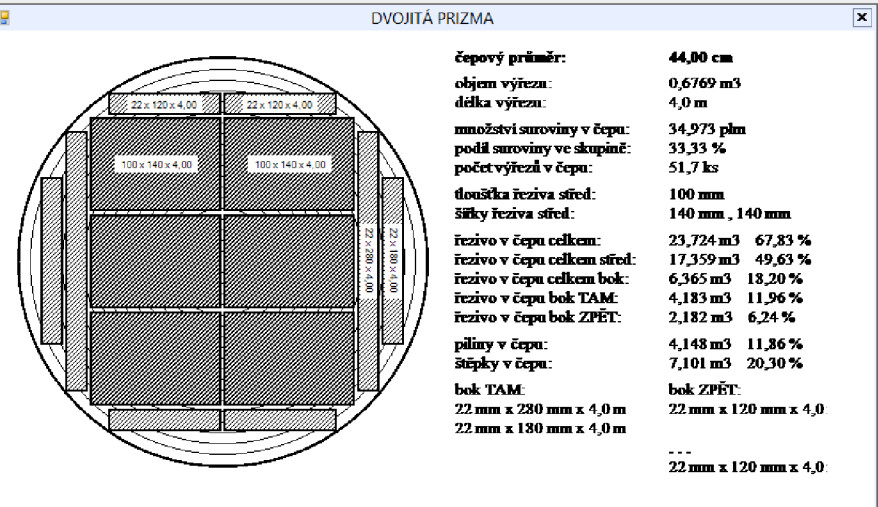 DVOJITÁ PRIZMA
22 x 120 x 4,00 22 x 120 x 4,00
100 x 140 x 4,00 100 x 140 x 4,00
22 x 280 x 4,00
22 x 180 x 4,00
čepový průměr: 44,00 cm
objem výřezu: 0,6769 m3
délka výřezu: 4,0 m
množství suroviny v čepu: 34,973 plm
podíl suroviny ve skupině: 33,33 %
počet výřezů v čepu: 51,7 ks
tloušťka řeziva střed: 100 mm
šířky řeziva střed: 140 mm , 140 mm
řezivo v čepu celkem: 23,724 m3 67,83 %
řezivo v čepu celkem střed: 17,359 m3 49,63 %
řezivo v čepu celkem bok: 6,365 m3 18,20 %
řezivo v čepu bok TAM: 4,183 m3 11,96 %
řezivo v čepu bok ZPĚT: 2,182 m3 6,24 %
piliny v čepu: 4,148 m3 11,86 %
štěpky v čepu: 7,101 m3 20,30 %
bok TAM: bok ZPĚT:
22 mm x 280 mm x 4,0 m 22 mm x 120 mm x 4,0
22 mm x 180 mm x 4,0 m
- - -
22 mm x 120 mm x 4,0